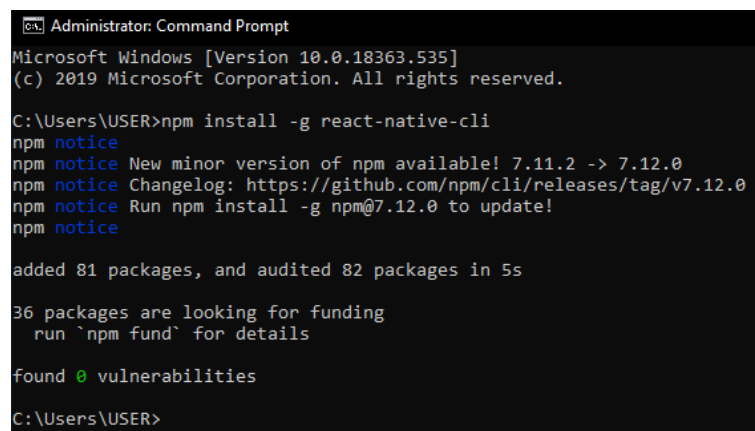 Administrator: Command Prompt
Microsoft Windows [Version 10.0.18363.535]
(c) 2019 Microsoft Corporation. All rights reserved.
C:\Users\USER>npm install -g react-native-cli
npm notice
npm notice New minor version of npm available! 7.11.2 -> 7.12.0
npm notice Changelog: https://github.com/npm/cli/releases/tag/v7.12.0
npm notice Run npm install -g npm@7.12.0 to update!
npm notice
added 81 packages, and audited 82 packages in 5s
36 packages are looking for funding
  run `npm fund` for details
found 0 vulnerabilities
C:\Users\USER>